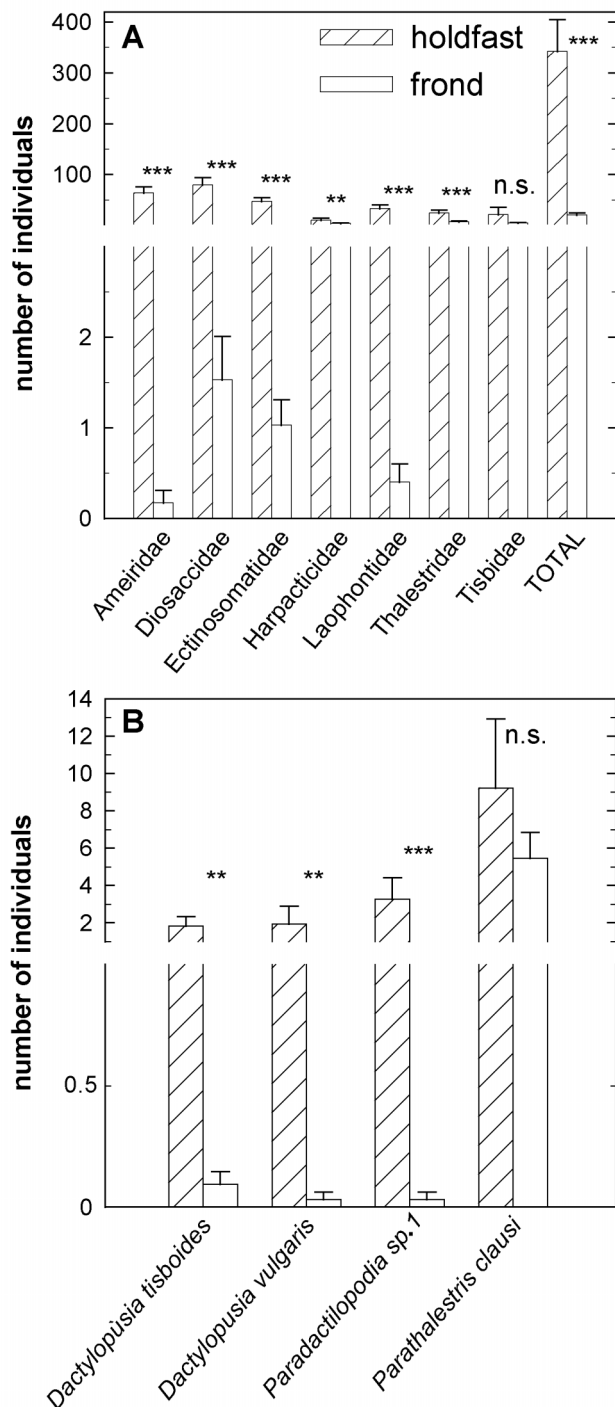 A
holdfast
frond
number of individuals
400
300
200
100
2
1
0
***
***
***
**
***
***
n.s.
***
Ameiridae
Diosaccidae
Ectinosomatidae
Harpacticidae
Laophontidae
Thalestridae
Tisbidae
TOTAL
B
number of individuals
14
12
10
8
6
4
2
0.5
0
**
**
***
n.s.
Dactylopusia tisboides
Dactylopusia vulgaris
Paradactilopodia sp.1
Parathalestris clausi